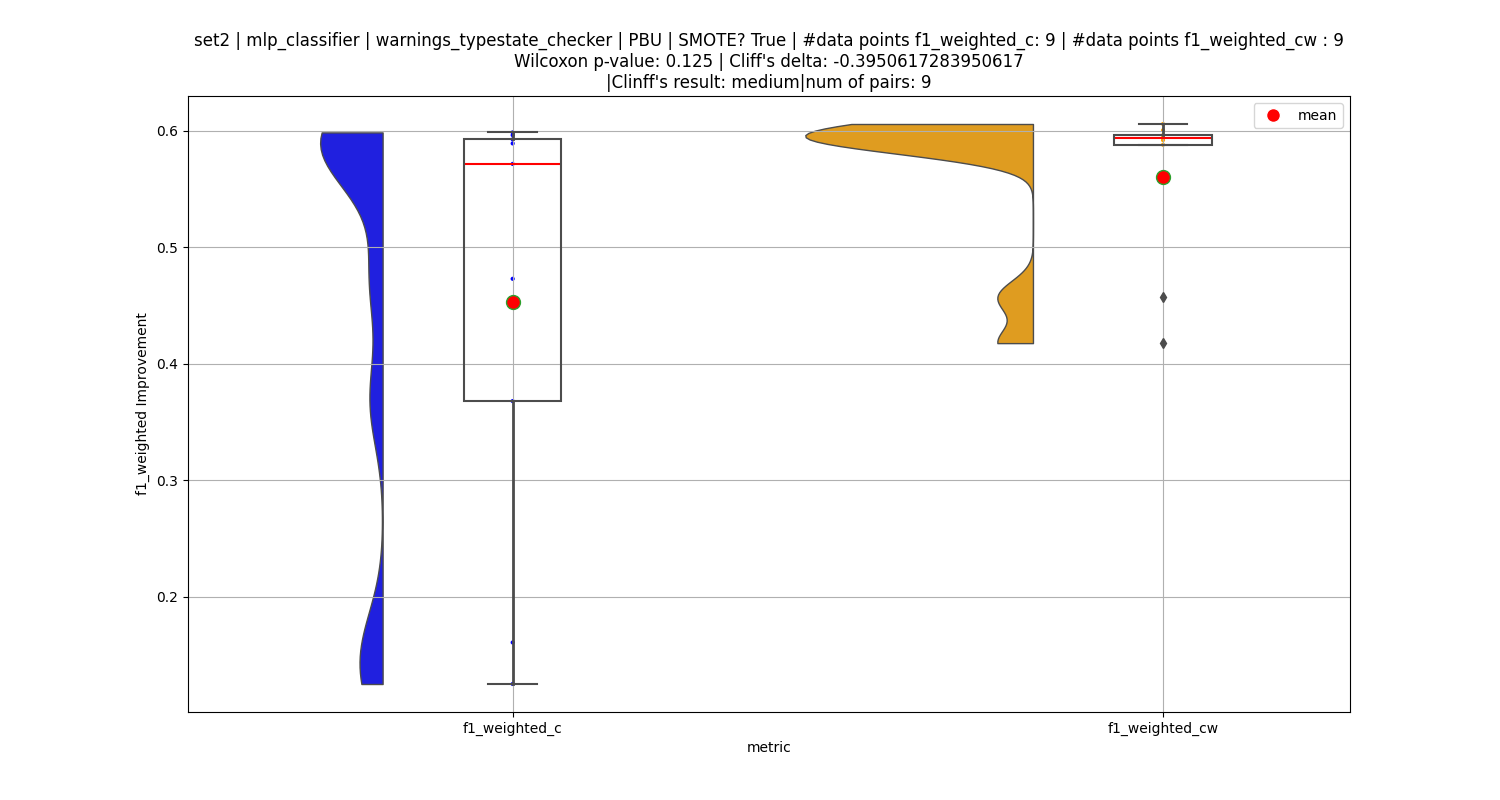 set2 | mlp_classifier | warnings_typestate_checker | PBU | SMOTE? True | #data points f1_weighted_c: 9 | #data points f1_weighted_cw : 9
Wilcoxon p-value: 0.125 | Cliff's delta: -0.3950617283950617
|Clinff's result: medium|num of pairs: 9
mean
0.6
0.5
0.4
0.3
0.2
f1_weighted Improvement
f1_weighted_c
f1_weighted_cw
metric